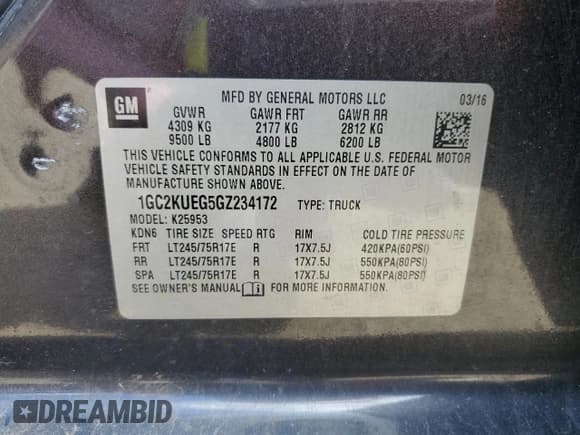 GM
MFD BY GENERAL MOTORS LLC 03/16
GVWR GAWR FRT GAWR RR
4309 KG 2177 KG 2812 KG
9500 LB 4800 LB 6200 LB
THIS VEHICLE CONFORMS TO ALL APPLICABLE U.S. FEDERAL MOTOR
VEHICLE SAFETY STANDARDS IN EFFECT ON THE DATE OF
MANUFACTURE SHOWN ABOVE.
1GC2KUEG5GZ234172 TYPE: TRUCK
MODEL: K25953
KDN6 TIRE SIZE SPEED RTG RIM COLD TIRE PRESSURE
FRT LT245/75R17E R 17X7.5J 420KPA(60PSI)
RR LT245/75R17E R 17X7.5J 550KPA(80PSI)
SPA LT245/75R17E R 17X7.5J 550KPA(80PSI)
SEE OWNER'S MANUAL FOR MORE INFORMATION.
DREAMBID